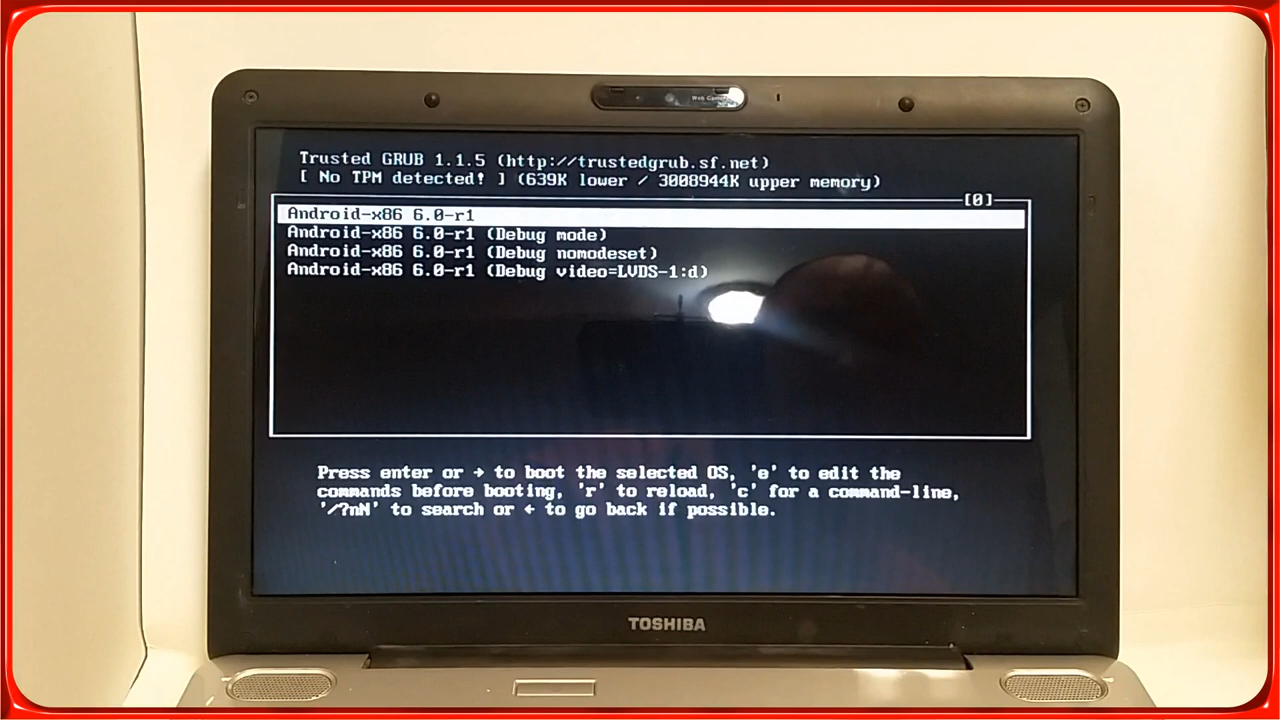 Web Camera
Trusted GRUB 1.1.5 (http://trustedgrub.sf.net)
[ No TPM detected! ] (639K lower / 3008944K upper memory)
[0]
Android-x86 6.0-r1
Android-x86 6.0-r1 (Debug mode)
Android-x86 6.0-r1 (Debug nomodeset)
Android-x86 6.0-r1 (Debug video=LVDS-1:d)
Press enter or → to boot the selected OS, 'e' to edit the
commands before booting, 'r' to reload, 'c' for a command-line,
'/?nN' to search or ← to go back if possible.
TOSHIBA